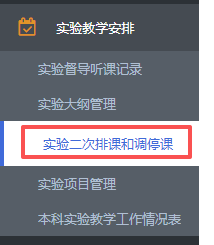 实验教学安排
实验督导听课记录
实验大纲管理
实验二次排课和调停课
实验项目管理
本科实验教学工作情况表